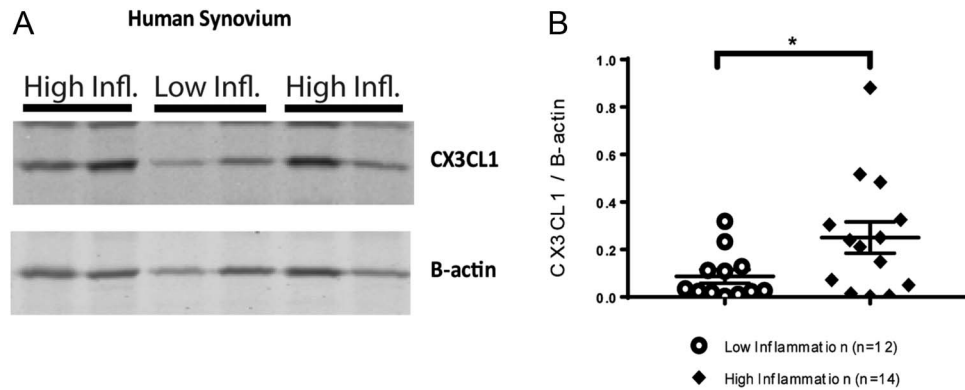 A
Human Synovium
High Infl. Low Infl. High Infl.
CX3CL1
B-actin
B
*
CX3CL1 / B-actin
1.0
0.8
0.6
0.4
0.2
0.0
Low Inflammation (n=12)
High Inflammation (n=14)